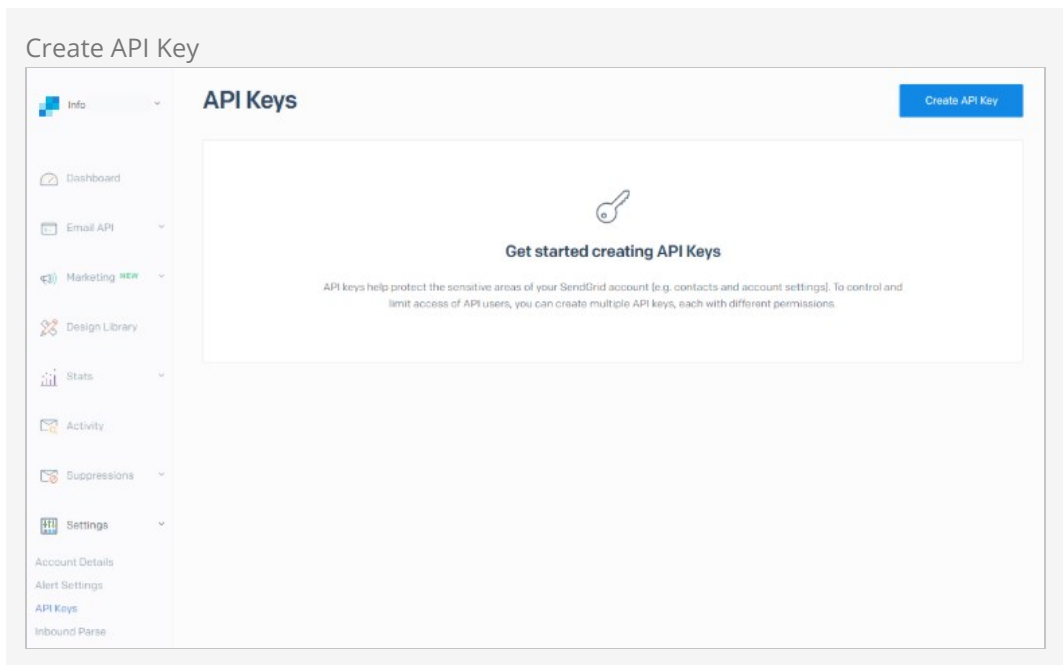 Create API Key
Info
API Keys
Create API Key
Dashboard
Email API
Marketing NEW
Design Library
Stats
Activity
Suppressions
Settings
Account Details
Alert Settings
API Keys
Inbound Parse
Get started creating API Keys
API keys help protect the sensitive areas of your SendGrid account (e.g. contacts and account settings). To control and
limit access of API users, you can create multiple API keys, each with different permissions.